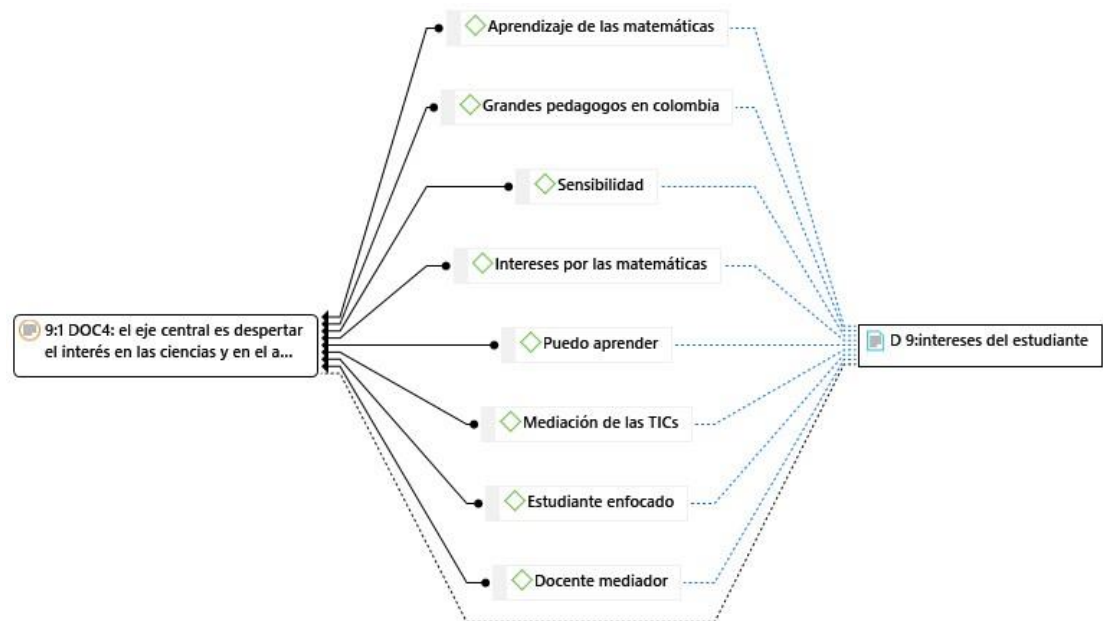 Aprendizaje de las matemáticas
Grandes pedagogos en colombia
Sensibilidad
Intereses por las matemáticas
9:1 DOC4: el eje central es despertar
el interés en las ciencias y en el a...
Puedo aprender
D 9:intereses del estudiante
Mediación de las TICs
Estudiante enfocado
Docente mediador